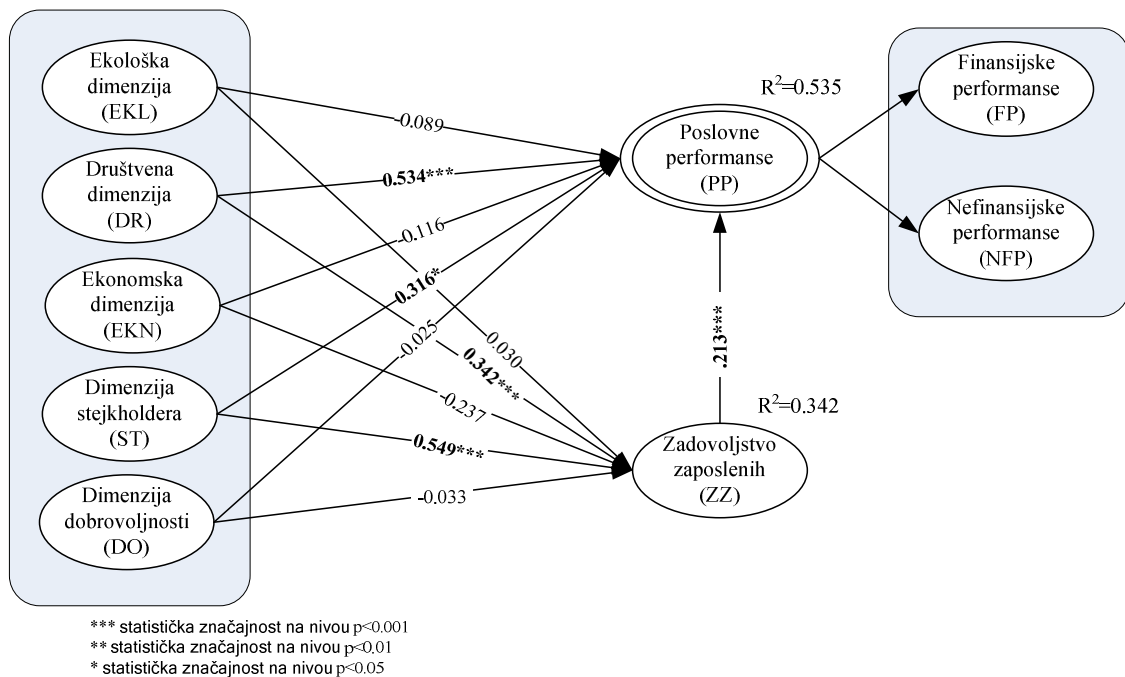 Ekološka
dimenzija
(EKL)
Društvena
dimenzija
(DR)
Ekonomska
dimenzija
(EKN)
Dimenzija
stejkholdera
(ST)
Dimenzija
dobrovoljnosti
(DO)
-0.089
0.534***
-0.116
0.316*
-0.025
0.030
0.342***
-0.237
0.549***
-0.033
R²=0.535
Poslovne
performanse
(PP)
.213***
R²=0.342
Zadovoljstvo
zaposlenih
(ZZ)
Finansijske
performanse
(FP)
Nefinansijske
performanse
(NFP)
*** statistička značajnost na nivou p<0.001
** statistička značajnost na nivou p<0.01
* statistička značajnost na nivou p<0.05